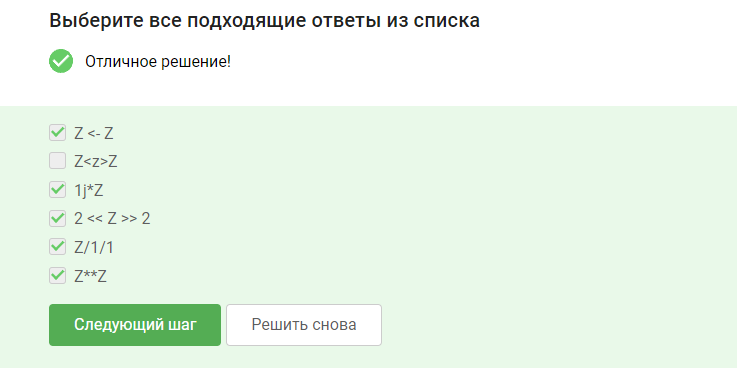 Выберите все подходящие ответы из списка
Отличное решение!
Z <- Z
Z<z>Z
1j*Z
2 << Z >> 2
Z/1/1
Z**Z
Следующий шаг Решить снова